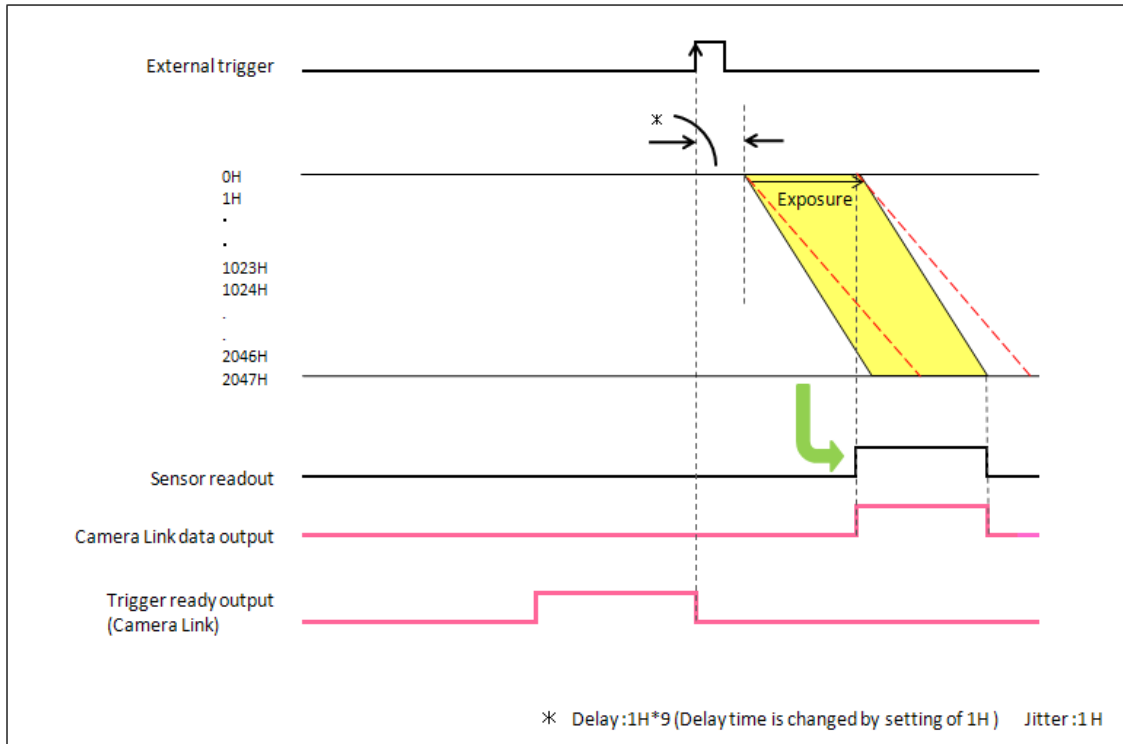 External trigger
*
0H
1H
.
.
1023H
1024H
.
.
2046H
2047H
Exposure
Sensor readout
Camera Link data output
Trigger ready output
(Camera Link)
* Delay :1H*9 (Delay time is changed by setting of 1H ) Jitter :1 H